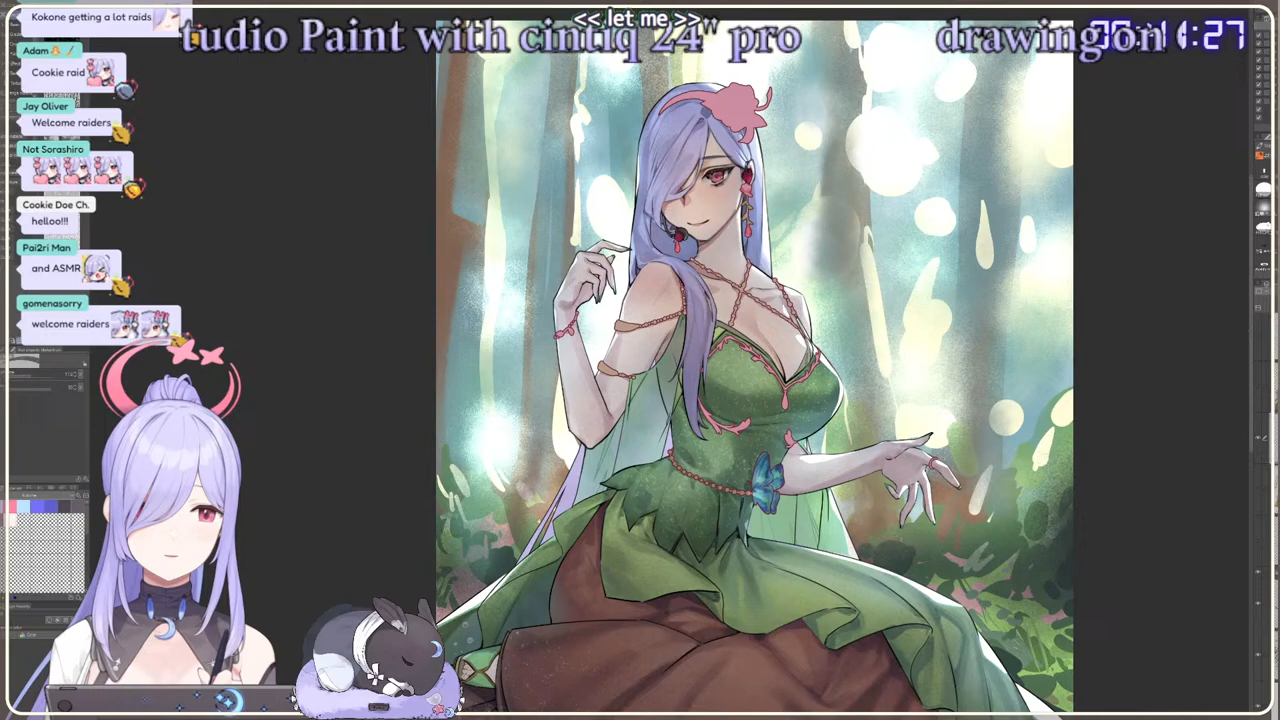 << let me >>
tudio Paint with cintiq 24" pro
drawing on
Kokone getting a lot raids
Adam
Cookie raid
Jay Oliver
Welcome raiders
Not Sorashiro
Cookie Doe Ch.
helloo!!!
Pai2ri Man
and ASMR
gomenasorry
welcome raiders